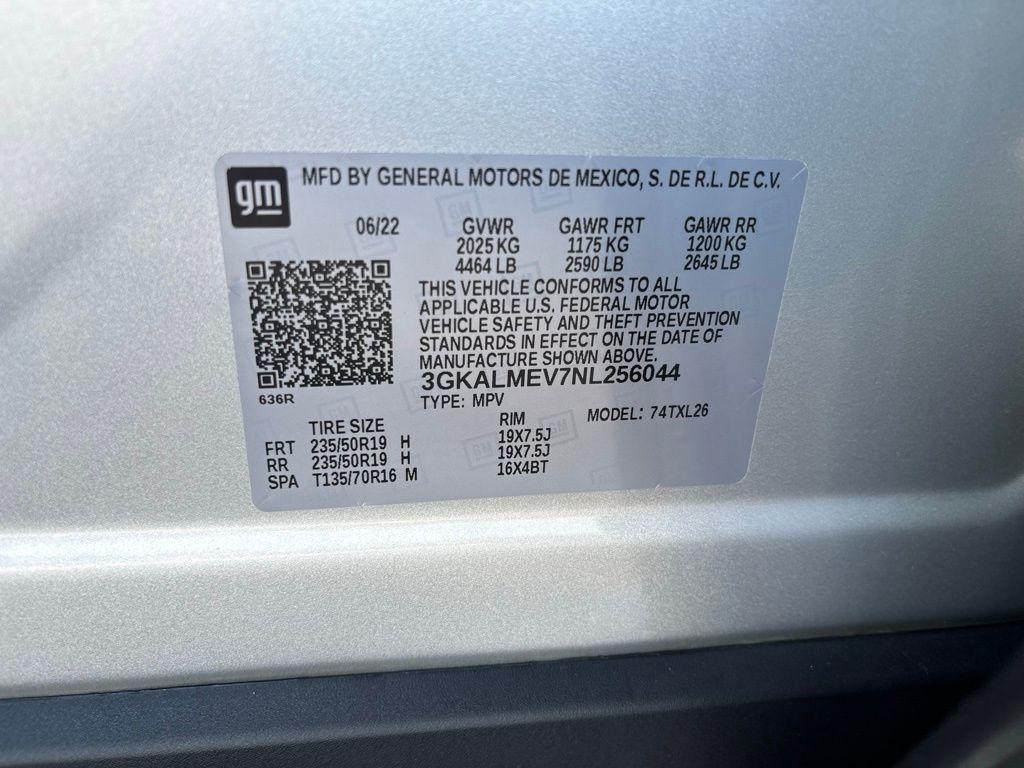 gm
MFD BY GENERAL MOTORS DE MEXICO, S. DE R.L. DE C.V.
06/22 GVWR GAWR FRT GAWR RR
2025 KG 1175 KG 1200 KG
4464 LB 2590 LB 2645 LB
THIS VEHICLE CONFORMS TO ALL
APPLICABLE U.S. FEDERAL MOTOR
VEHICLE SAFETY AND THEFT PREVENTION
STANDARDS IN EFFECT ON THE DATE OF
MANUFACTURE SHOWN ABOVE.
3GKALMEV7NL256044
636R
TYPE: MPV MODEL: 74TXL26
TIRE SIZE RIM
FRT 235/50R19 H 19X7.5J
RR 235/50R19 H 19X7.5J
SPA T135/70R16 M 16X4BT